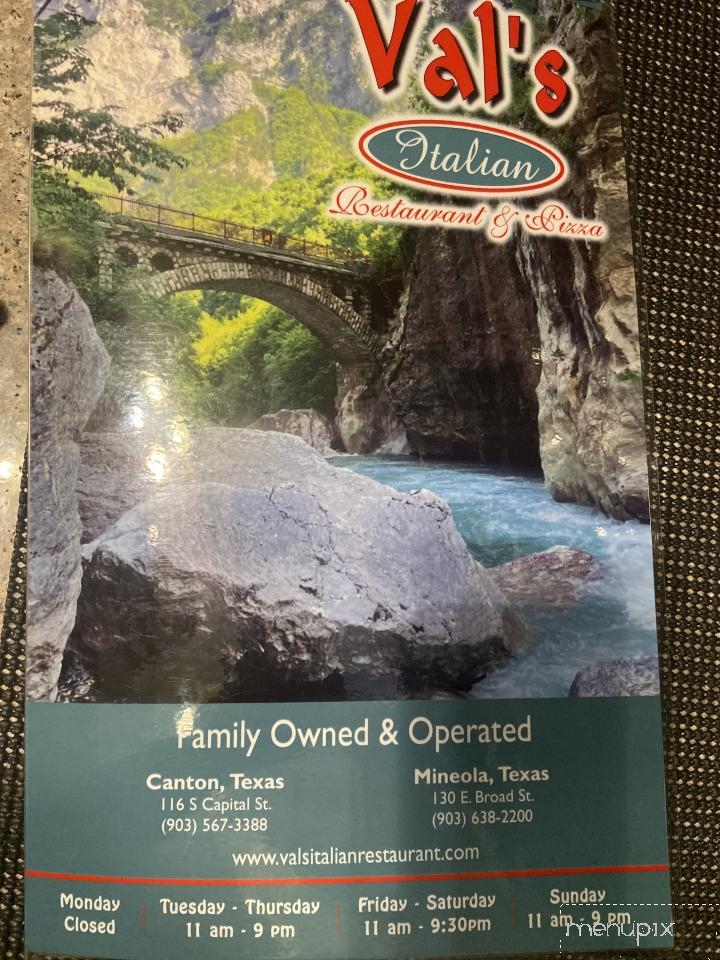 Val's
Italian
Restaurant & Pizza
Family Owned & Operated
Canton, Texas
116 S Capital St.
(903) 567-3388
Mineola, Texas
130 E. Broad St.
(903) 638-2200
www.valsitalianrestaurant.com
Monday
Closed
Tuesday - Thursday
11 am - 9 pm
Friday - Saturday
11 am - 9:30pm
Sunday
11 am - 9 pm
menupix